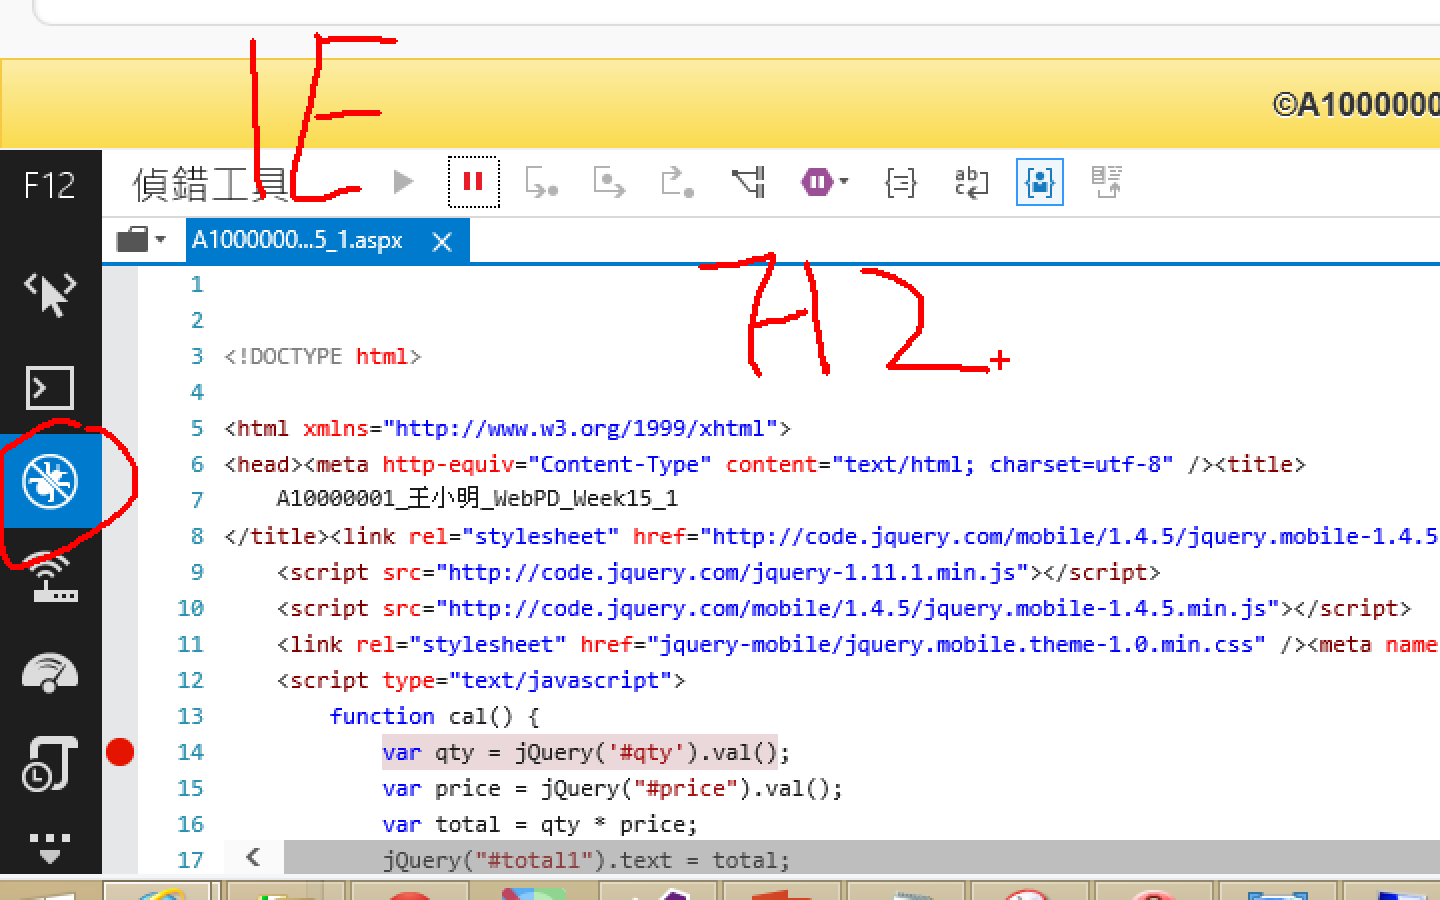 ©A1000000
IE
F12
偵錯工具
A1000000...5_1.aspx
1
2
3 <!DOCTYPE html>
4
5 <html xmlns="http://www.w3.org/1999/xhtml">
6 <head><meta http-equiv="Content-Type" content="text/html; charset=utf-8" /><title>
7 A10000001_王小明_WebPD_Week15_1
8 </title><link rel="stylesheet" href="http://code.jquery.com/mobile/1.4.5/jquery.mobile-1.4.5
9 <script src="http://code.jquery.com/jquery-1.11.1.min.js"></script>
10 <script src="http://code.jquery.com/mobile/1.4.5/jquery.mobile-1.4.5.min.js"></script>
11 <link rel="stylesheet" href="jquery-mobile/jquery.mobile.theme-1.0.min.css" /><meta name
12 <script type="text/javascript">
13 function cal() {
14 var qty = jQuery('#qty').val();
15 var price = jQuery("#price").val();
16 var total = qty * price;
17 jQuery("#total1").text = total;